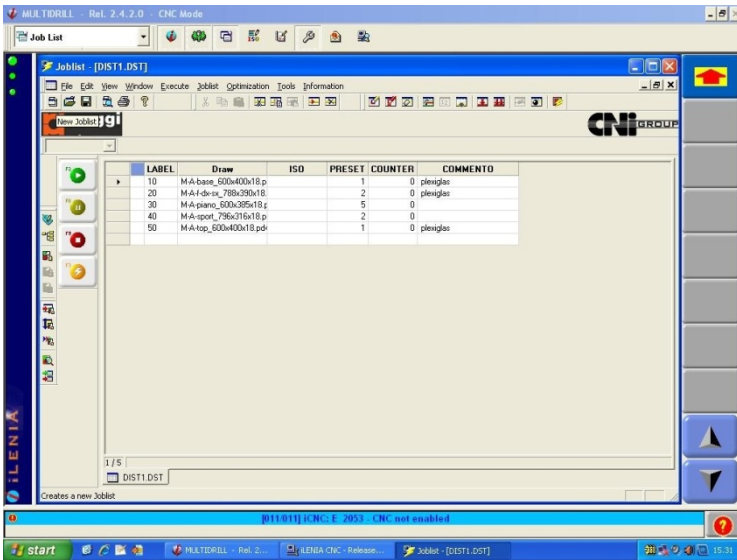 MULTIDRILL - Rel. 2.4.2.0 - CNC Mode
Job List
Joblist - [DIST1.DST]
File Edit View Window Execute Joblist Optimization Tools Information
New Joblist
ggi
CNi GROUP
LABEL Draw ISO PRESET COUNTER COMMENTO
10 M-A-base_600x400x18.p 1 0 plexiglas
20 M-A-f-dx-sx_788x390x18. 2 0 plexiglas
30 M-A-piano_600x385x18.p 5 0
40 M-A-sport_796x316x18.p 2 0
50 M-A-top_600x400x18.pd 1 0 plexiglas
1 / 5
DIST1.DST
Creates a new Joblist
iLENIA
[011/011] iCNC: E 2053 - CNC not enabled
start
MULTIDRILL - Rel. 2...
iLENIA CNC - Release...
Joblist - [DIST1.DST]
15.31